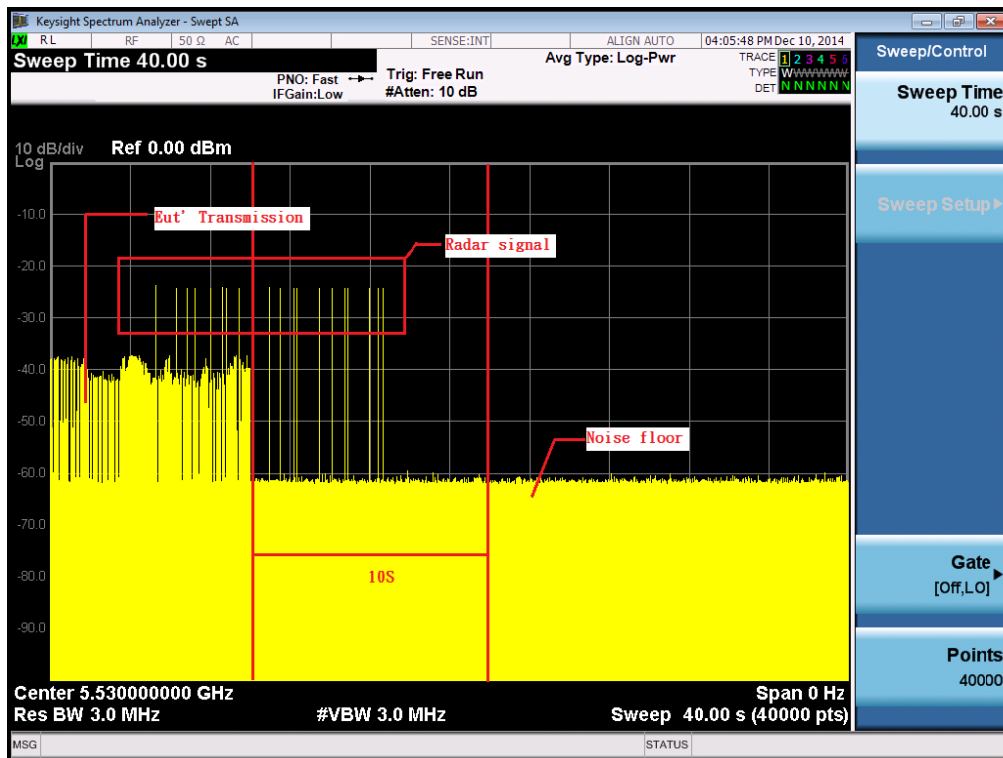 Keysight Spectrum Analyzer - Swept SA
LXI RL RF 50 Ω AC SENSE:INT ALIGN AUTO 04:05:48 PM Dec 10, 2014
Sweep Time 40.00 s
PNO: Fast
IFGain:Low
Trig: Free Run
#Atten: 10 dB
Avg Type: Log-Pwr
TRACE 1 2 3 4 5 6
TYPE W
DET N N N N N N
Sweep/Control
Sweep Time
40.00 s
Sweep Setup
Gate
[Off,LO]
Points
40000
10 dB/div Ref 0.00 dBm
Log
-10.0
-20.0
-30.0
-40.0
-50.0
-60.0
-70.0
-80.0
-90.0
Eut' Transmission
Radar signal
Noise floor
10S
Center 5.530000000 GHz Span 0 Hz
Res BW 3.0 MHz #VBW 3.0 MHz Sweep 40.00 s (40000 pts)
MSG STATUS